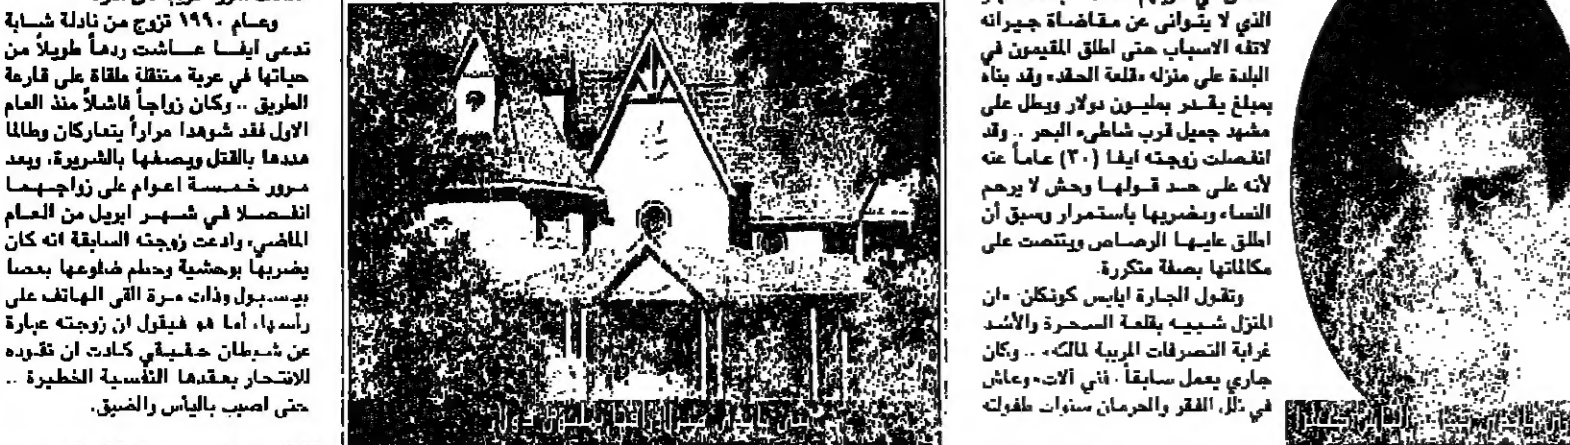 الذي لا يتوانى عن مقاضاة جيرانه
لاتفه الاسباب حتى اطلق المقيمون في
البلدة على منزله «قلعة الحقد» وقد بناه
بمبلغ يقدر بمليون دولار ويطل على
مشهد جميل قرب شاطىء البحر .. وقد
انفصلت زوجته ايفا (٣٠) عاماً عنه
لأنه على حد قولها وحش لا يرحم
النساء ويضربها بأستمرار وسبق أن
اطلق عليها الرصاص ويتنصت على
مكالماتها بصفة متكررة.
وتقول الجارة ايابس كونكلن «ان
المنزل شبيه بقلعة السحرة والأشد
غرابة التصرفات المريبة لمالكه» .. وكان
جاري يعمل سابقاً فني آلات وعاش
في ظل الفقر والحرمان سنوات طفولته
وعام ١٩٩٠ تزوج من نادلة شابة
تدعى ايفا عاشت ردهاً طويلاً من
حياتها في عربة متنقلة ملقاة على قارعة
الطريق .. وكان زواجاً فاشلاً منذ العام
الاول فقد شوهدا مراراً يتعاركان وطالما
هددها بالقتل ويصفها بالشريرة، وبعد
مرور خمسة اعوام على زواجهما
انفصلا في شهر ابريل من العام
الماضي، وادعت زوجته السابقة انه كان
يضربها بوحشية وحطم ضلوعها بعصا
بيسبول وذات مرة القى الهاتف على
رأسها، أما هو فيقول ان زوجته عبارة
عن شيطان حقيقي كادت ان تقوده
للانتحار بعقدها النفسية الخطيرة ..
حتى اصيب باليأس والضيق.